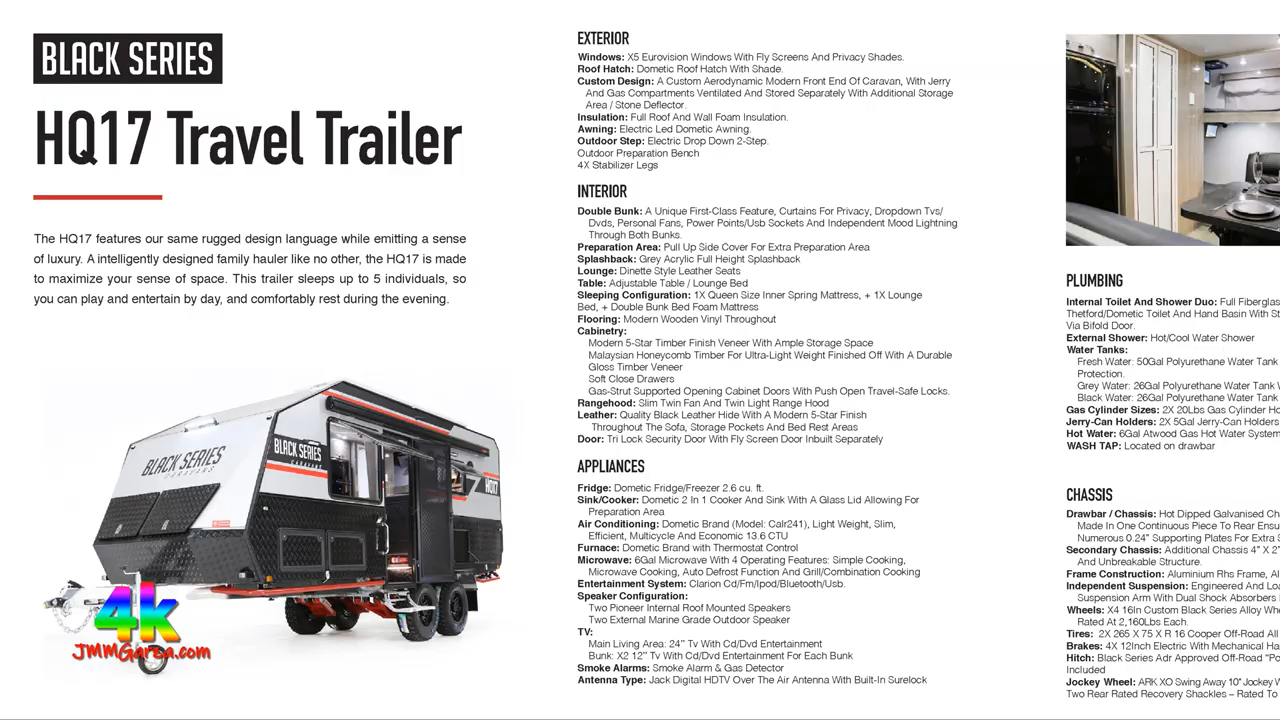 BLACK SERIES
HQ17 Travel Trailer
The HQ17 features our same rugged design language while emitting a sense
of luxury. A intelligently designed family hauler like no other, the HQ17 is made
to maximize your sense of space. This trailer sleeps up to 5 individuals, so
you can play and entertain by day, and comfortably rest during the evening.
BLACK SERIES
CARAVANS
BLACK SERIES
CARAVANS
HQ17
4k
JMMGarza.com
EXTERIOR
Windows: X5 Eurovision Windows With Fly Screens And Privacy Shades.
Roof Hatch: Dometic Roof Hatch With Shade.
Custom Design: A Custom Aerodynamic Modern Front End Of Caravan, With Jerry
And Gas Compartments Ventilated And Stored Separately With Additional Storage
Area / Stone Deflector.
Insulation: Full Roof And Wall Foam Insulation.
Awning: Electric Led Dometic Awning.
Outdoor Step: Electric Drop Down 2-Step.
Outdoor Preparation Bench
4X Stabilizer Legs
INTERIOR
Double Bunk: A Unique First-Class Feature, Curtains For Privacy, Dropdown Tvs/
Dvds, Personal Fans, Power Points/Usb Sockets And Independent Mood Lightning
Through Both Bunks.
Preparation Area: Pull Up Side Cover For Extra Preparation Area
Splashback: Grey Acrylic Full Height Splashback
Lounge: Dinette Style Leather Seats
Table: Adjustable Table / Lounge Bed
Sleeping Configuration: 1X Queen Size Inner Spring Mattress, + 1X Lounge
Bed, + Double Bunk Bed Foam Mattress
Flooring: Modern Wooden Vinyl Throughout
Cabinetry:
Modern 5-Star Timber Finish Veneer With Ample Storage Space
Malaysian Honeycomb Timber For Ultra-Light Weight Finished Off With A Durable
Gloss Timber Veneer
Soft Close Drawers
Gas-Strut Supported Opening Cabinet Doors With Push Open Travel-Safe Locks.
Rangehood: Slim Twin Fan And Twin Light Range Hood
Leather: Quality Black Leather Hide With A Modern 5-Star Finish
Throughout The Sofa, Storage Pockets And Bed Rest Areas
Door: Tri Lock Security Door With Fly Screen Door Inbuilt Separately
APPLIANCES
Fridge: Dometic Fridge/Freezer 2.6 cu. ft.
Sink/Cooker: Dometic 2 In 1 Cooker And Sink With A Glass Lid Allowing For
Preparation Area
Air Conditioning: Dometic Brand (Model: Calr241), Light Weight, Slim,
Efficient, Multicycle And Economic 13.6 CTU
Furnace: Dometic Brand with Thermostat Control
Microwave: 6Gal Microwave With 4 Operating Features: Simple Cooking,
Microwave Cooking, Auto Defrost Function And Grill/Combination Cooking
Entertainment System: Clarion Cd/Fm/Ipod/Bluetooth/Usb.
Speaker Configuration:
Two Pioneer Internal Roof Mounted Speakers
Two External Marine Grade Outdoor Speaker
TV:
Main Living Area: 24" Tv With Cd/Dvd Entertainment
Bunk: X2 12" Tv With Cd/Dvd Entertainment For Each Bunk
Smoke Alarms: Smoke Alarm & Gas Detector
Antenna Type: Jack Digital HDTV Over The Air Antenna With Built-In Surelock
PLUMBING
Internal Toilet And Shower Duo: Full Fiberglas
Thetford/Dometic Toilet And Hand Basin With St
Via Bifold Door.
External Shower: Hot/Cool Water Shower
Water Tanks:
Fresh Water: 50Gal Polyurethane Water Tank
Protection.
Grey Water: 26Gal Polyurethane Water Tank W
Black Water: 26Gal Polyurethane Water Tank
Gas Cylinder Sizes: 2X 20Lbs Gas Cylinder Ho
Jerry-Can Holders: 2X 5Gal Jerry-Can Holders
Hot Water: 6Gal Atwood Gas Hot Water System
WASH TAP: Located on drawbar
CHASSIS
Drawbar / Chassis: Hot Dipped Galvanised Ch
Made In One Continuous Piece To Rear Ensu
Numerous 0.24" Supporting Plates For Extra S
Secondary Chassis: Additional Chassis 4" X 2"
And Unbreakable Structure.
Frame Construction: Aluminium Rhs Frame, Al
Independent Suspension: Engineered And Loa
Suspension Arm With Dual Shock Absorbers
Wheels: X4 16In Custom Black Series Alloy Whe
Rated At 2,160Lbs Each.
Tires: 2X 265 X 75 X R 16 Cooper Off-Road All
Brakes: 4X 12Inch Electric With Mechanical Ha
Hitch: Black Series Adr Approved Off-Road "Po
Included
Jockey Wheel: ARK XO Swing Away 10" Jockey W
Two Rear Rated Recovery Shackles – Rated To